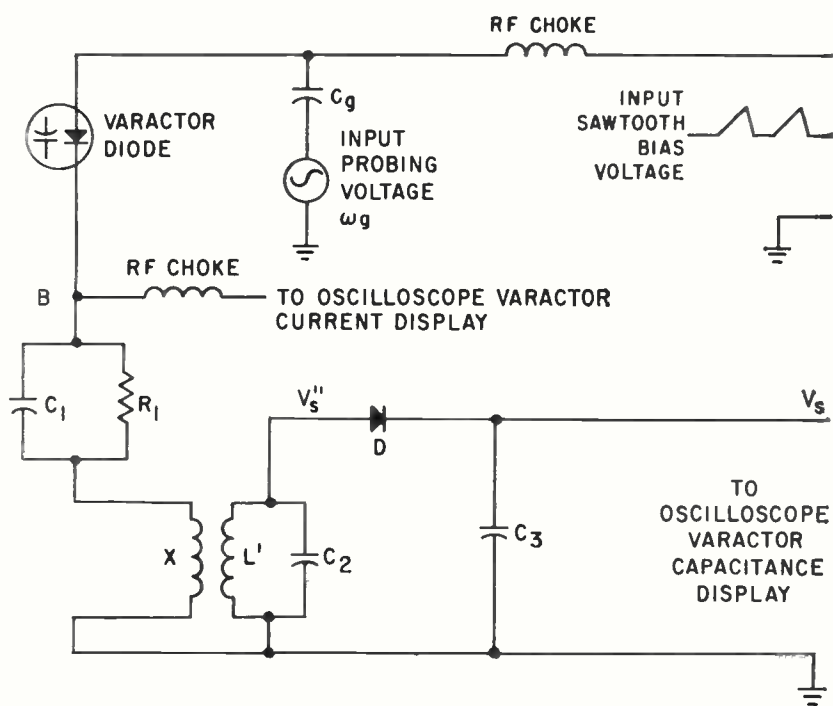 RF CHOKE
Cg
VARACTOR
DIODE
INPUT
PROBING
VOLTAGE
ωg
INPUT
SAWTOOTH
BIAS
VOLTAGE
RF CHOKE
B
TO OSCILLOSCOPE VARACTOR
CURRENT DISPLAY
C1
R1
Vs"
D
Vs
X
L'
C2
C3
TO
OSCILLOSCOPE
VARACTOR
CAPACITANCE
DISPLAY